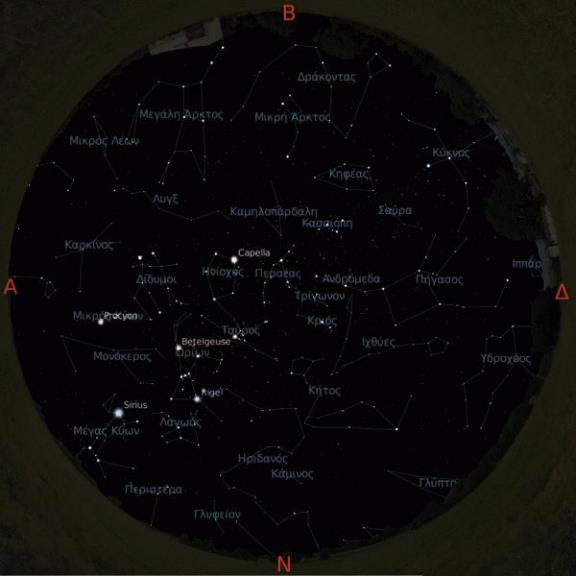 B
Δράκοντας
Μεγάλη Άρκτος
Μικρή Άρκτος
Μικρός Λέων
Κύκνος
Κηφέας
Λυγξ
Καμηλοπάρδαλη
Σαύρα
Κασσιόπη
Καρκίνος
Capella
Ιππάρ
Ηνίοχος
Περσέας
Δίδυμοι
Ανδρομέδα
Πήγασος
A
Δ
Τρίγωνον
Procyon
Κριός
Ταύρος
Betelgeuse
Ιχθύες
Ωρίων
Μονόκερος
Υδροχόος
Rigel
Κήτος
Sirius
Λαγωός
Μέγας Κύων
Ηριδανός
Κάμινος
Γλύπτη
Περιστερα
Γλυφείον
N